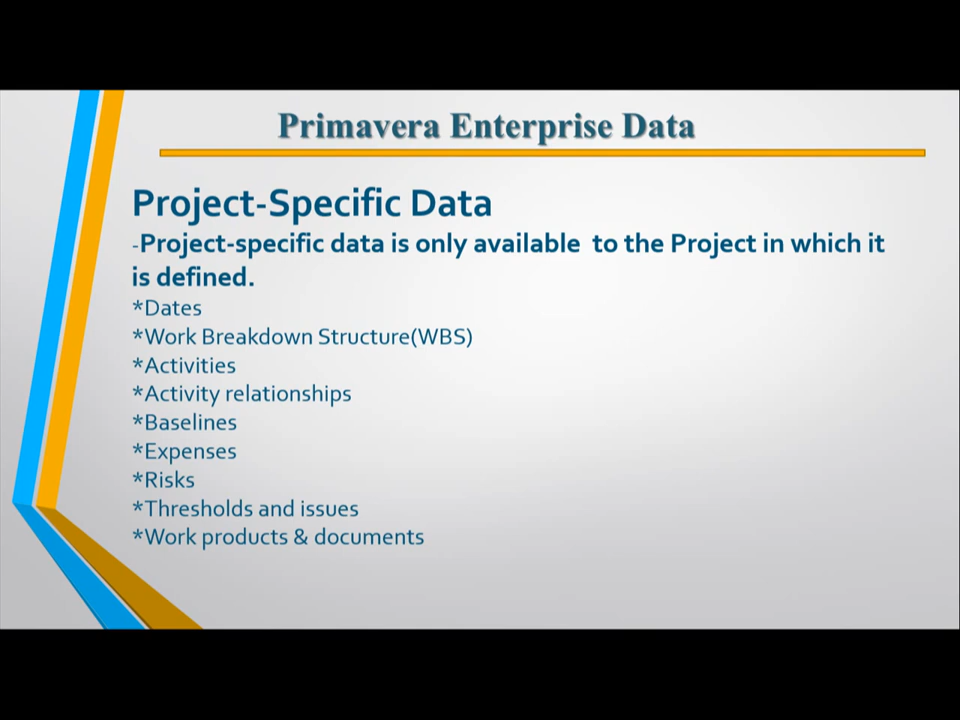 Primavera Enterprise Data
Project-Specific Data
-Project-specific data is only available  to the Project in which it
is defined.
*Dates
*Work Breakdown Structure(WBS)
*Activities
*Activity relationships
*Baselines
*Expenses
*Risks
*Thresholds and issues
*Work products & documents